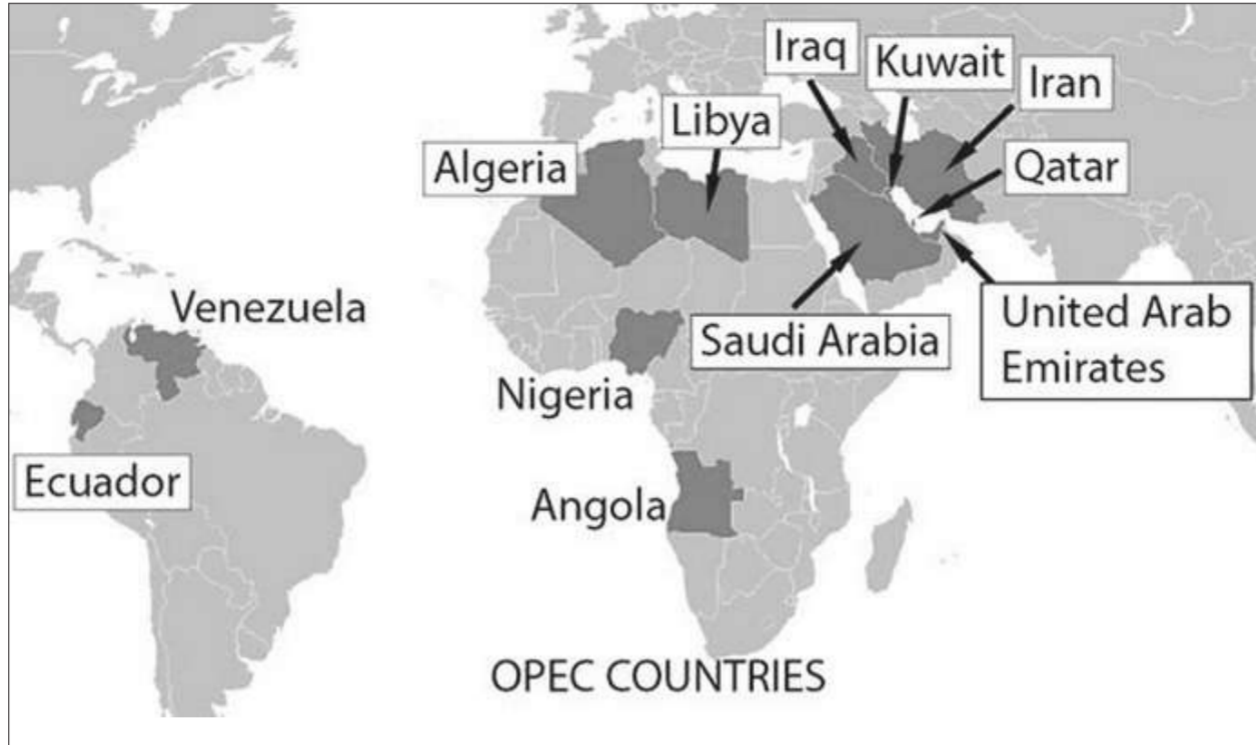 Iraq
Kuwait
Iran
Libya
Algeria
Qatar
Venezuela
United Arab
Emirates
Saudi Arabia
Nigeria
Ecuador
Angola
OPEC COUNTRIES